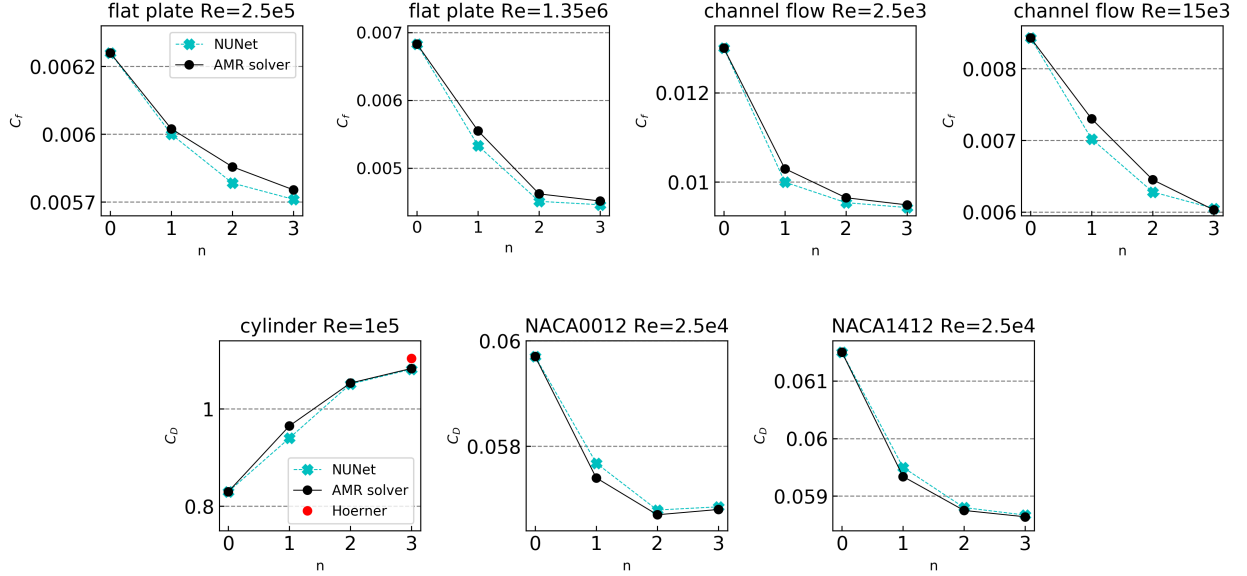 flat plate Re=2.5e5
NUNet
AMR solver
0.0062
0.006
0.0057
C_f
0 1 2 3
n
flat plate Re=1.35e6
0.007
0.006
0.005
C_f
0 1 2 3
n
channel flow Re=2.5e3
0.012
0.01
C_f
0 1 2 3
n
channel flow Re=15e3
0.008
0.007
0.006
C_f
0 1 2 3
n
cylinder Re=1e5
1
0.8
C_D
NUNet
AMR solver
Hoerner
0 1 2 3
n
NACA0012 Re=2.5e4
0.06
0.058
C_D
0 1 2 3
n
NACA1412 Re=2.5e4
0.061
0.06
0.059
C_D
0 1 2 3
n